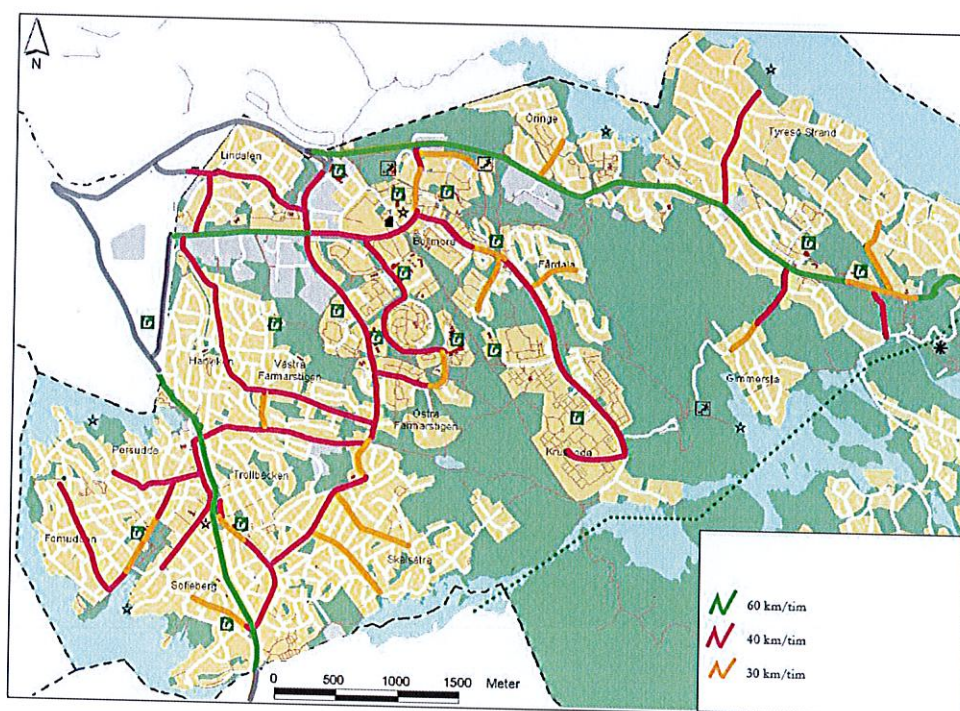 N
Lindalen
Öringe
Tyresö Strand
Bollmora
Fårdala
Hanviken
Västra
Farmarstigen
Östra
Farmarstigen
Gimmersta
Krusboda
Persudde
Trollbäcken
Fornudden
Skälsätra
Sofieberg
0 500 1000 1500 Meter
60 km/tim
40 km/tim
30 km/tim